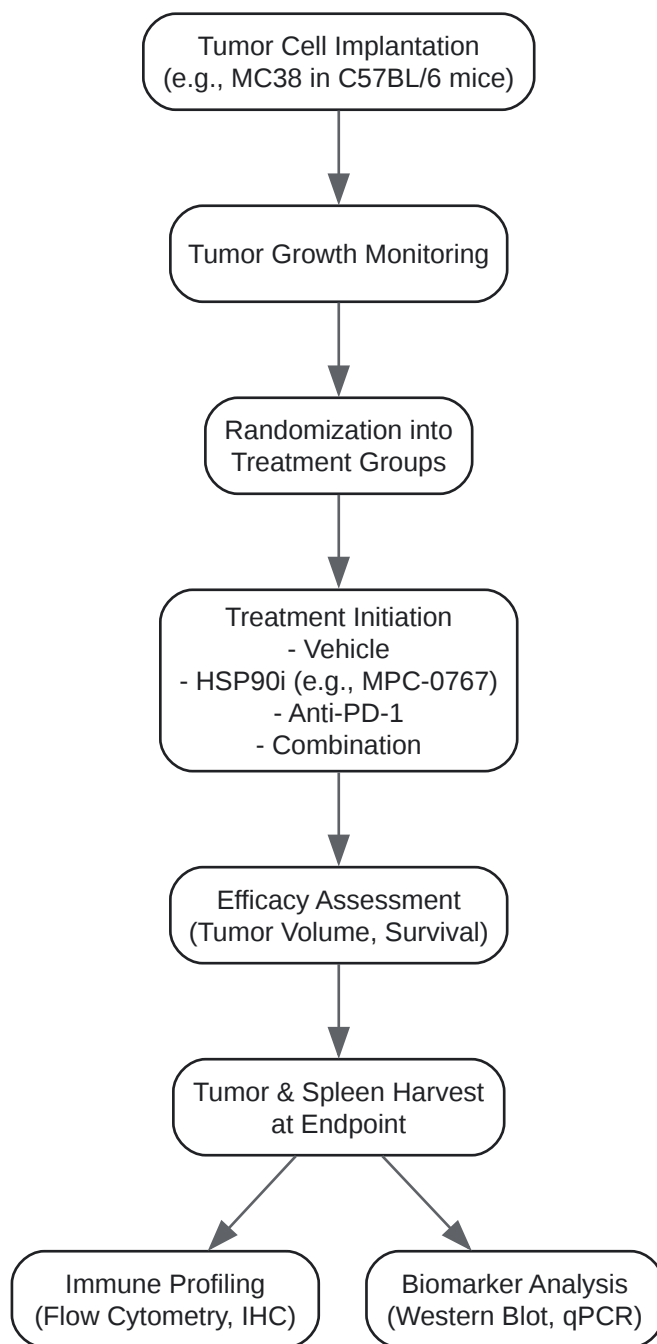 Tumor Cell Implantation
(e.g., MC38 in C57BL/6 mice)
Tumor Growth Monitoring
Randomization into
Treatment Groups
Treatment Initiation
- Vehicle
- HSP90i (e.g., MPC-0767)
- Anti-PD-1
- Combination
Efficacy Assessment
(Tumor Volume, Survival)
Tumor & Spleen Harvest
at Endpoint
Immune Profiling
(Flow Cytometry, IHC)
Biomarker Analysis
(Western Blot, qPCR)